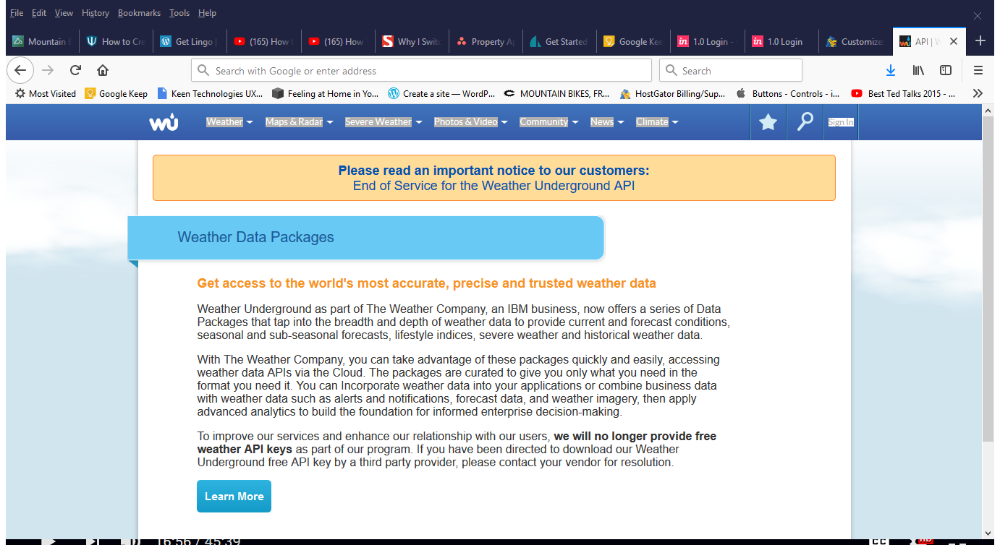 File Edit View History Bookmarks Tools Help
Mountain How to Cre Get Lingo (165) How (165) How Why I Swit Property A Get Started Google Kee 1.0 Login - 1.0 Login Customize API | W
Search with Google or enter address Search
Most Visited Google Keep Keen Technologies UX... Feeling at Home in Yo... Create a site — WordP... MOUNTAIN BIKES, FR... HostGator Billing/Sup... Buttons - Controls - i... Best Ted Talks 2015 - ...
wu Weather Maps & Radar Severe Weather Photos & Video Community News Climate Sign In
Please read an important notice to our customers:
End of Service for the Weather Underground API
Weather Data Packages
Get access to the world's most accurate, precise and trusted weather data
Weather Underground as part of The Weather Company, an IBM business, now offers a series of Data
Packages that tap into the breadth and depth of weather data to provide current and forecast conditions,
seasonal and sub-seasonal forecasts, lifestyle indices, severe weather and historical weather data.
With The Weather Company, you can take advantage of these packages quickly and easily, accessing
weather data APIs via the Cloud. The packages are curated to give you only what you need in the
format you need it. You can Incorporate weather data into your applications or combine business data
with weather data such as alerts and notifications, forecast data, and weather imagery, then apply
advanced analytics to build the foundation for informed enterprise decision-making.
To improve our services and enhance our relationship with our users, we will no longer provide free
weather API keys as part of our program. If you have been directed to download our Weather
Underground free API key by a third party provider, please contact your vendor for resolution.
Learn More
16:56 / 45:39 CC HD